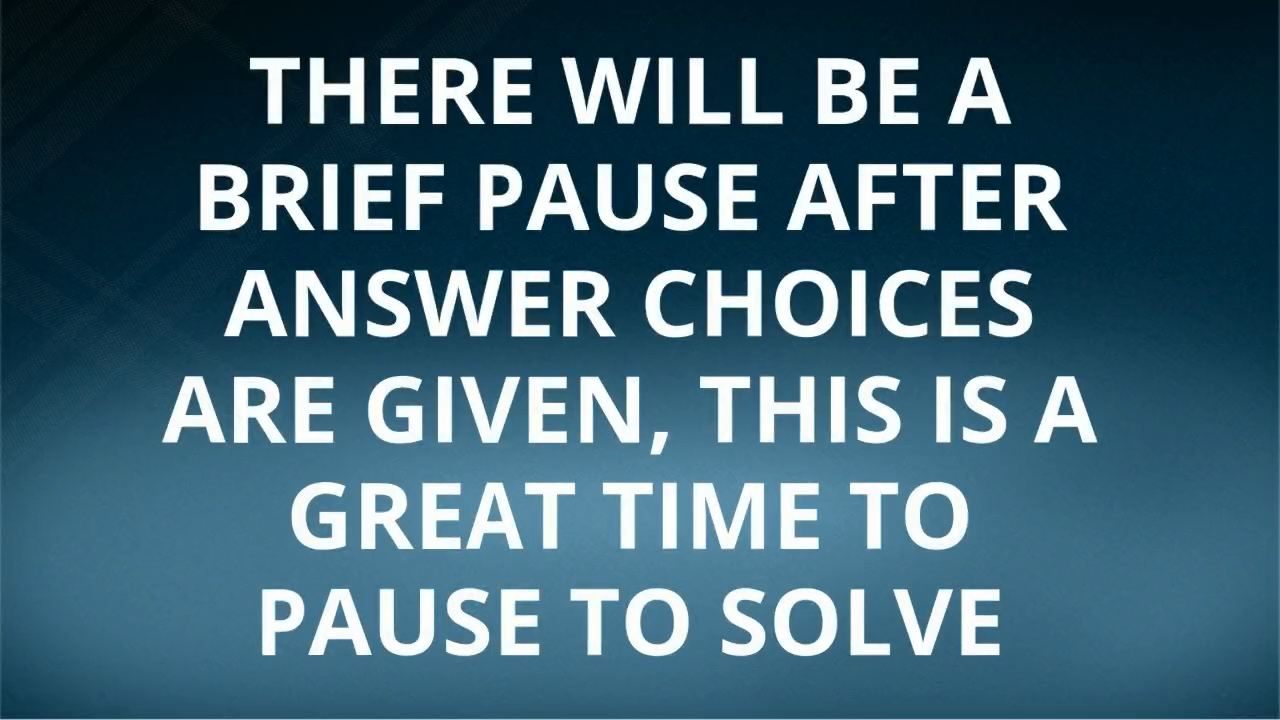 THERE WILL BE A
BRIEF PAUSE AFTER
ANSWER CHOICES
ARE GIVEN, THIS IS A
GREAT TIME TO
PAUSE TO SOLVE